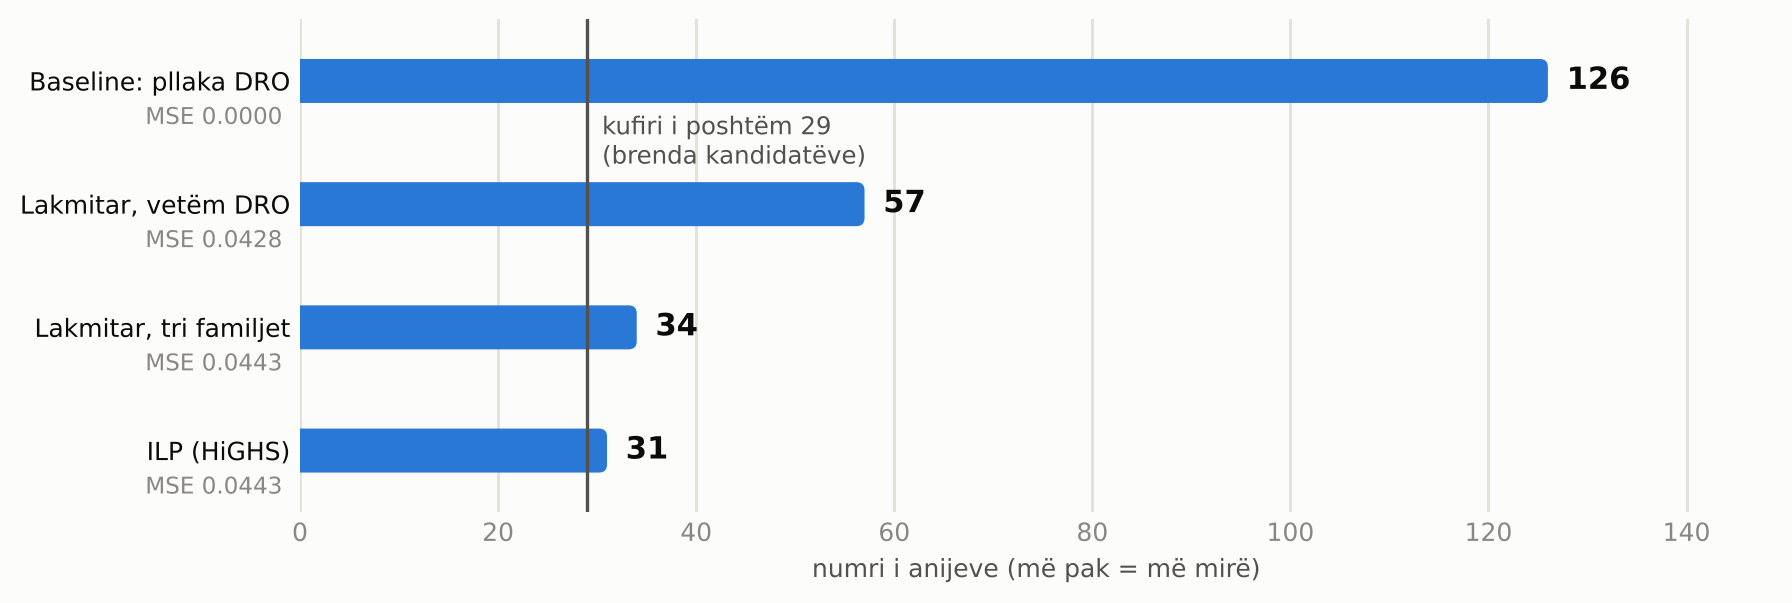 Baseline: pllaka DRO
MSE 0.0000
126
kufiri i poshtëm 29
(brenda kandidatëve)
Lakmitar, vetëm DRO
MSE 0.0428
57
Lakmitar, tri familjet
MSE 0.0443
34
ILP (HiGHS)
MSE 0.0443
31
0 20 40 60 80 100 120 140
numri i anijeve (më pak = më mirë)